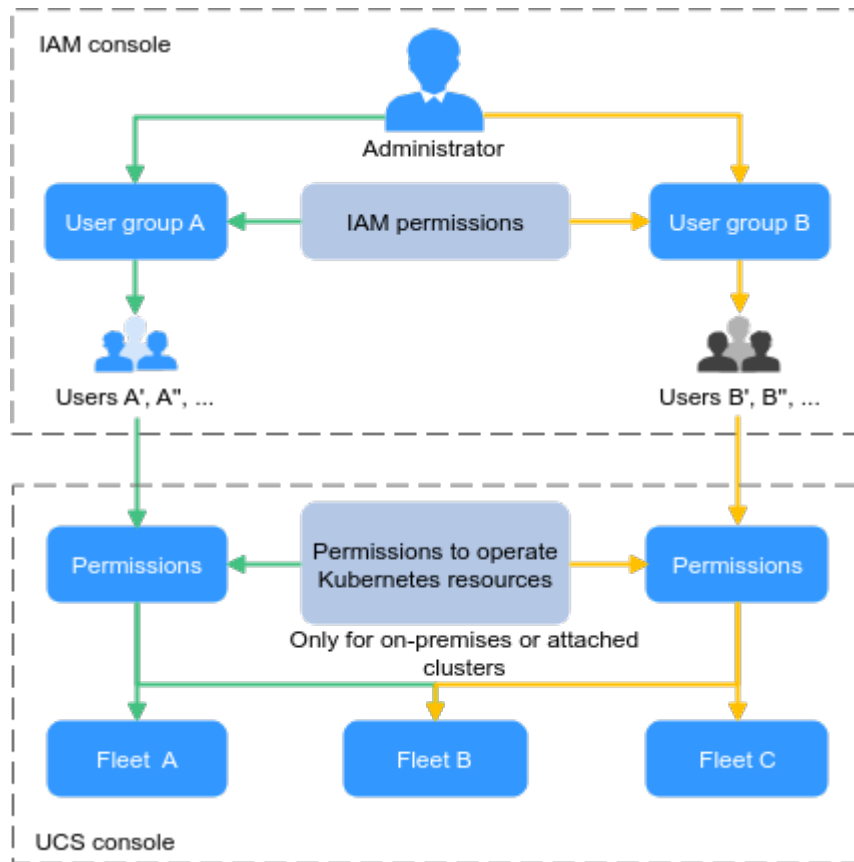 IAM console
Administrator
User group A
IAM permissions
User group B
Users A', A", ...
Users B', B", ...
Permissions
Permissions to operate
Kubernetes resources
Permissions
Only for on-premises or attached
clusters
Fleet A
Fleet B
Fleet C
UCS console